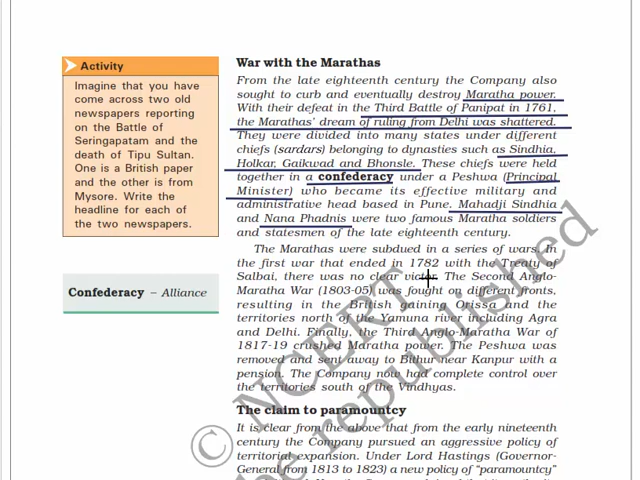 War with the Marathas
Activity
From the late eighteenth century the Company also
sought to curb and eventually destroy Maratha power.
With their defeat in the Third Battle of Panipat in 1761,
the Marathas' dream of ruling from Delhi was shattered.
They were divided into many states under different
chiefs (sardars) belonging to dynasties such as Sindhia,
Holkar, Gaikwad and Bhonsle. These chiefs were held
together in a confederacy under a Peshwa (Principal
Minister) who became its effective military and
administrative head based in Pune. Mahadji Sindhia
and Nana Phadnis were two famous Maratha soldiers
and statesmen of the late eighteenth century.
Imagine that you have
come across two old
newspapers reporting
on the Battle of
Seringapatam and the
death of Tipu Sultan.
One is a British paper
and the other is from
Mysore. Write the
headline for each of
the two newspapers.
The Marathas were subdued in a series of wars. In
the first war that ended in 1782 with the Treaty of
Salbai, there was no clear victor. The Second Anglo-
Maratha War (1803-05) was fought on different fronts,
resulting in the British gaining Orissa and the
territories north of the Yamuna river including Agra
and Delhi. Finally, the Third Anglo-Maratha War of
1817-19 crushed Maratha power. The Peshwa was
removed and sent away to Bithur near Kanpur with a
pension. The Company now had complete control over
the territories south of the Vindhyas.
Confederacy – Alliance
The claim to paramountcy
It is clear from the above that from the early nineteenth
century the Company pursued an aggressive policy of
territorial expansion. Under Lord Hastings (Governor-
General from 1813 to 1823) a new policy of “paramountcy”
© NCERT
be republished